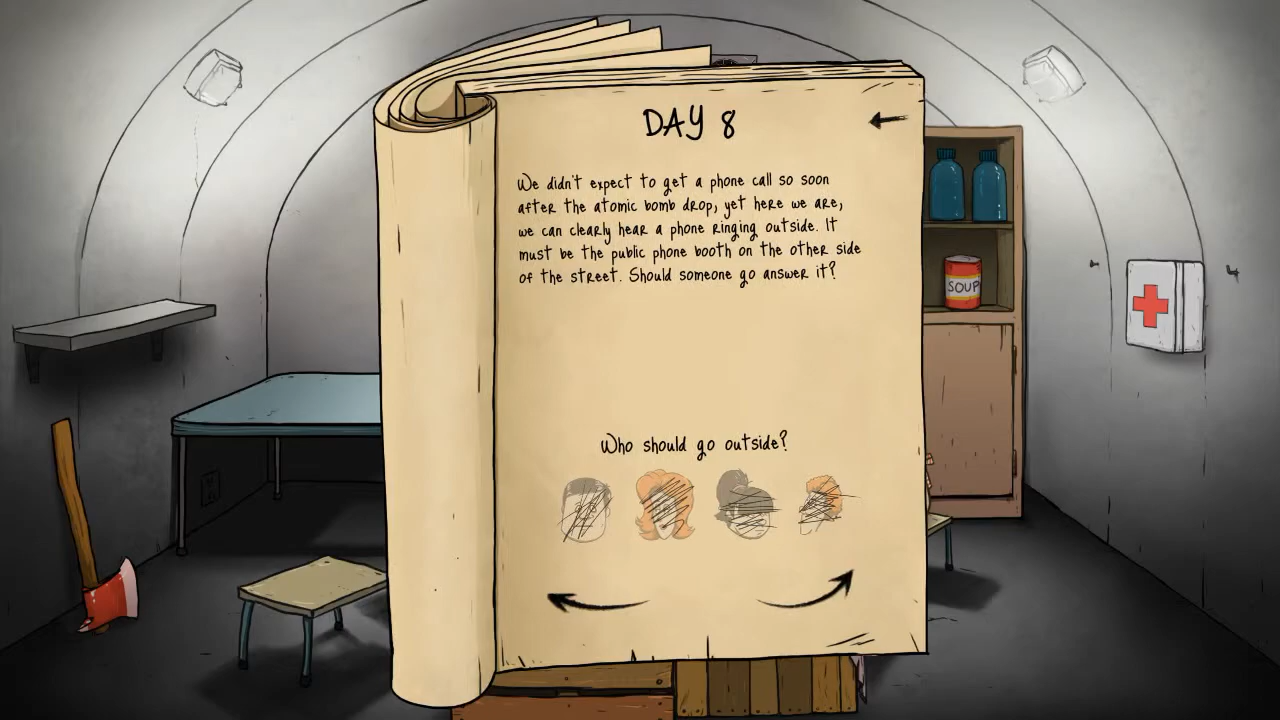 DAY 8
We didn't expect to get a phone call so soon
after the atomic bomb drop, yet here we are,
we can clearly hear a phone ringing outside. It
must be the public phone booth on the other side
of the street. Should someone go answer it?
SOUP
Who should go outside?